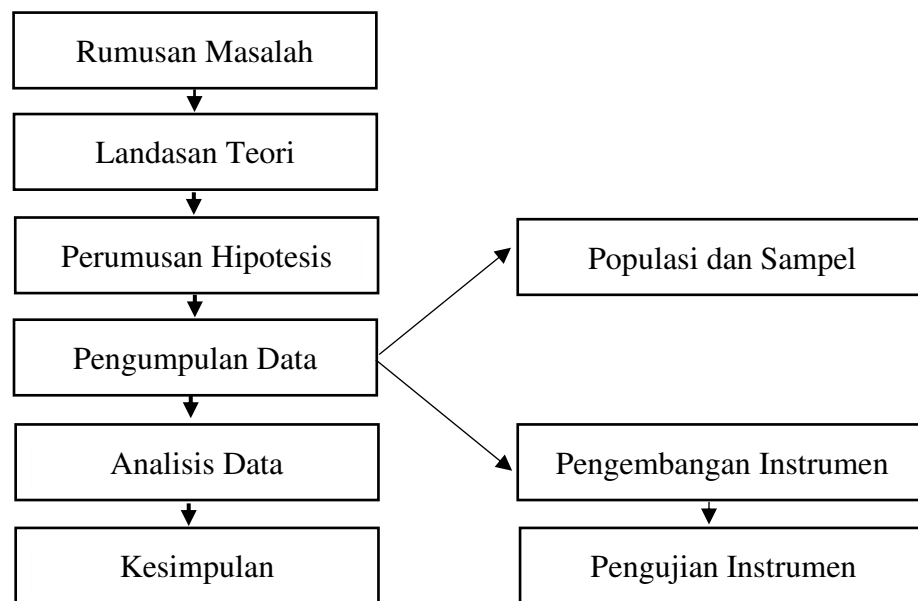 Rumusan Masalah
Landasan Teori
Perumusan Hipotesis
Populasi dan Sampel
Pengumpulan Data
Analisis Data
Pengembangan Instrumen
Kesimpulan
Pengujian Instrumen